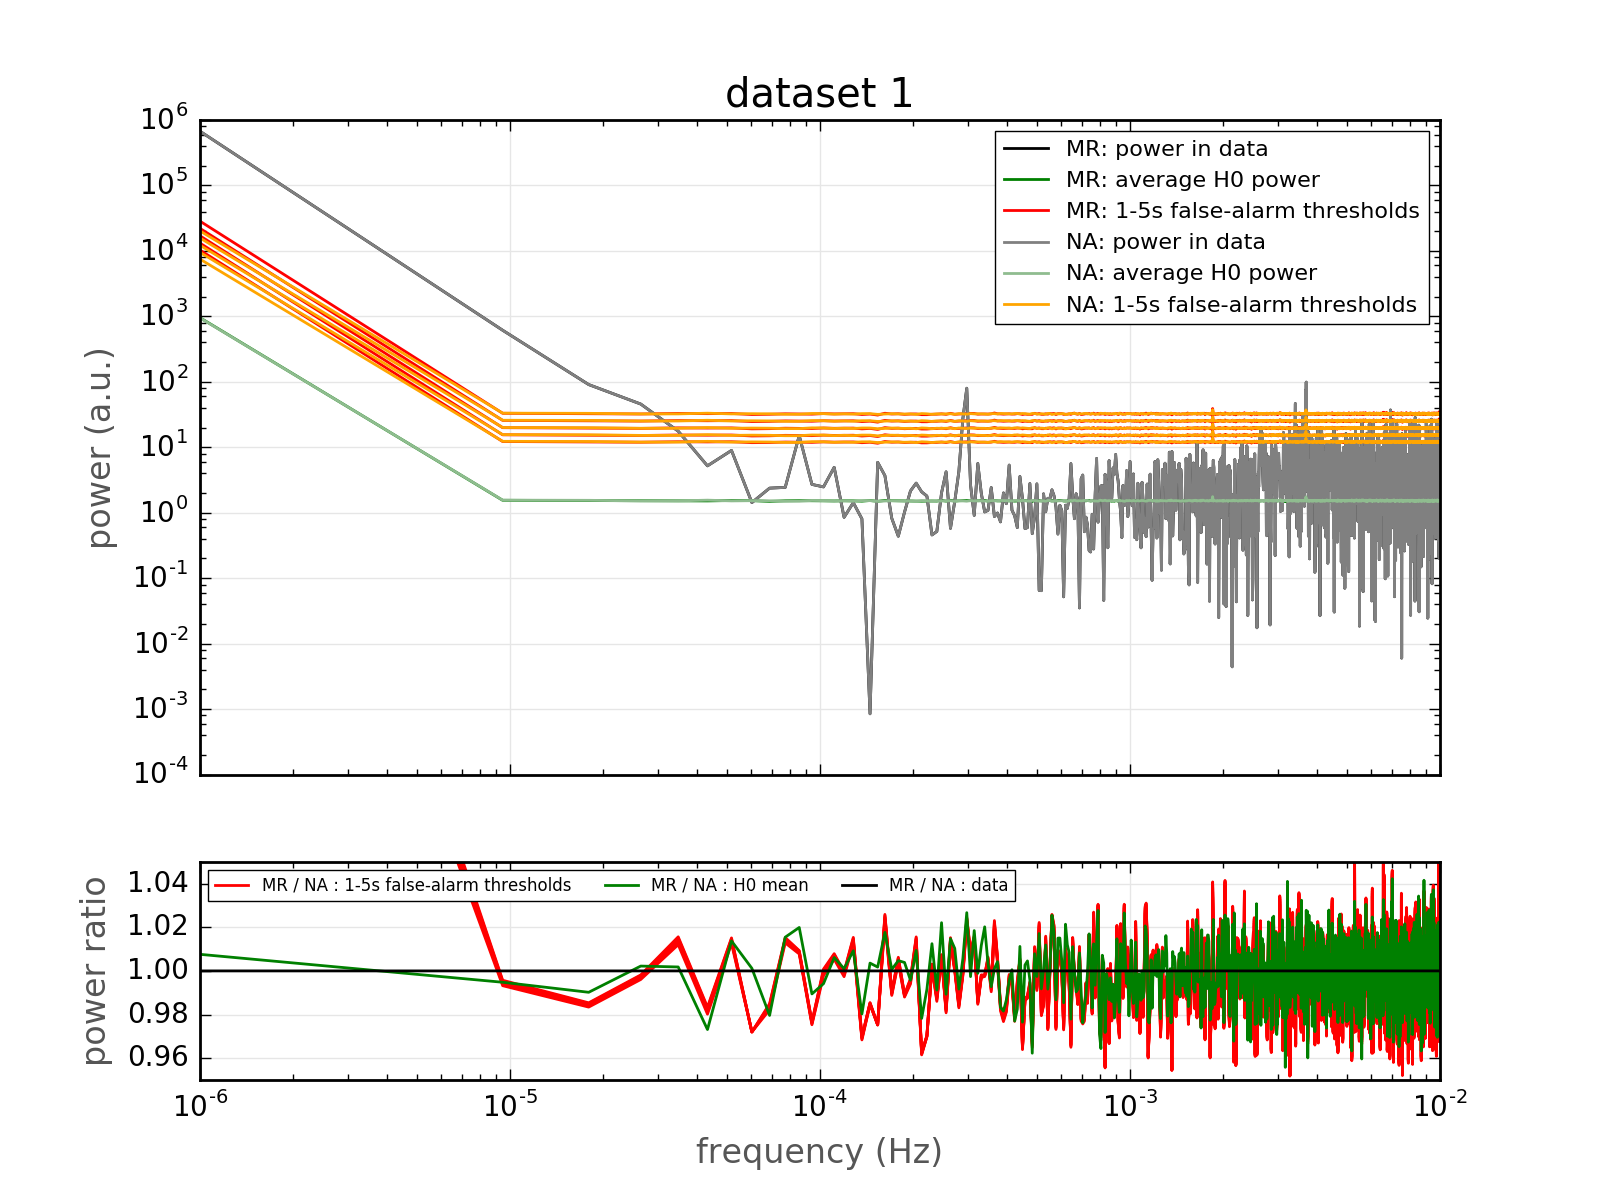 dataset 1
10^6
10^5
10^4
10^3
10^2
10^1
10^0
10^-1
10^-2
10^-3
10^-4
power (a.u.)
MR: power in data
MR: average H0 power
MR: 1-5s false-alarm thresholds
NA: power in data
NA: average H0 power
NA: 1-5s false-alarm thresholds
1.04
1.02
1.00
0.98
0.96
power ratio
MR / NA : 1-5s false-alarm thresholds MR / NA : H0 mean MR / NA : data
10^-6 10^-5 10^-4 10^-3 10^-2
frequency (Hz)